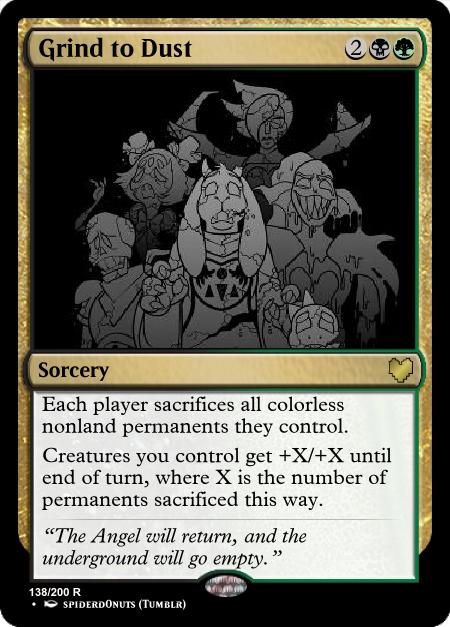 Grind to Dust 2
Sorcery
Each player sacrifices all colorless
nonland permanents they control.
Creatures you control get +X/+X until
end of turn, where X is the number of
permanents sacrificed this way.
“The Angel will return, and the
underground will go empty.”
138/200 R
• SPIDERD0NUTS (TUMBLR)